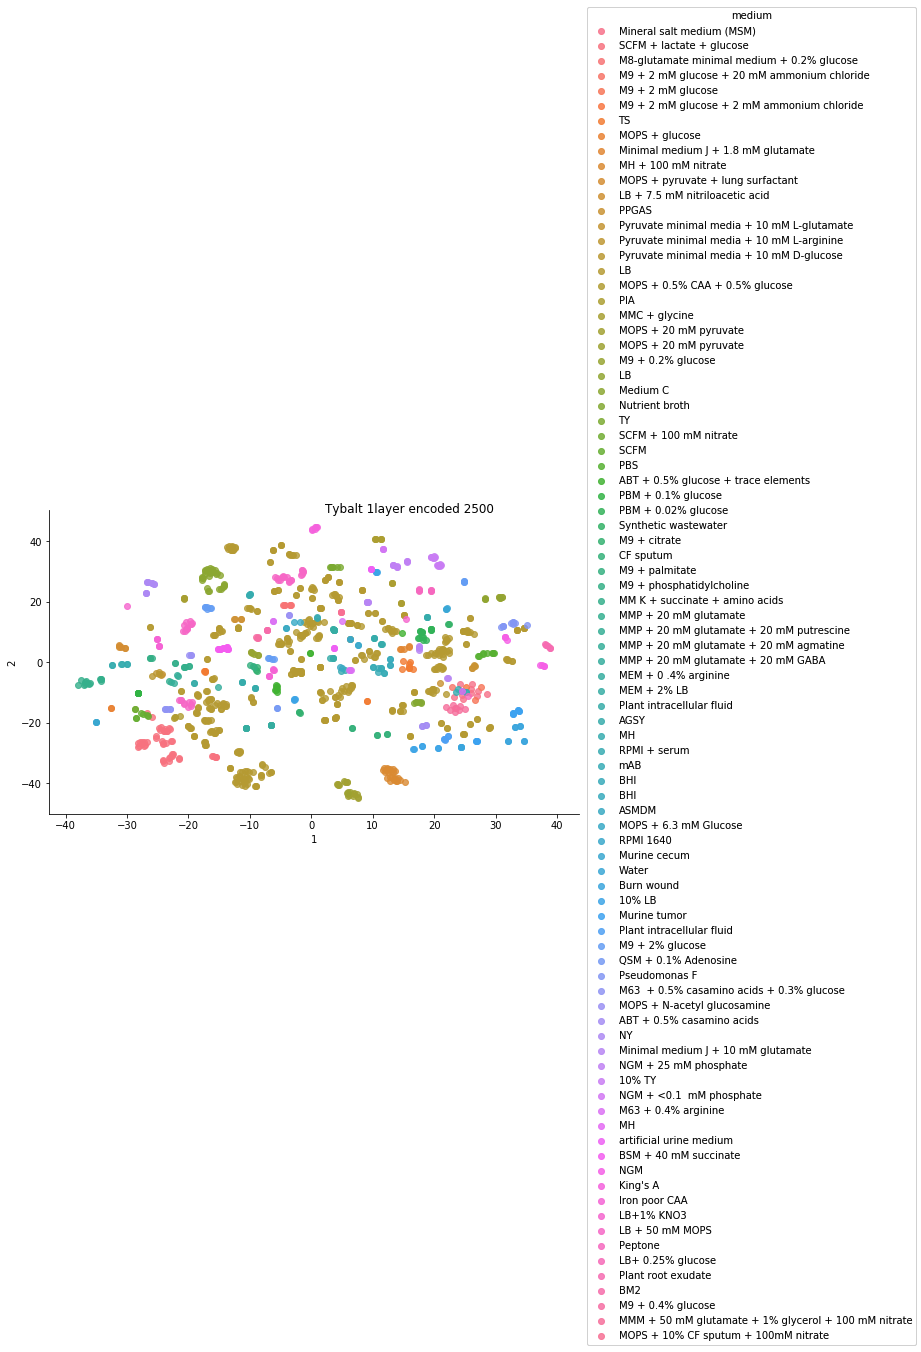 medium
Mineral salt medium (MSM)
SCFM + lactate + glucose
M8-glutamate minimal medium + 0.2% glucose
M9 + 2 mM glucose + 20 mM ammonium chloride
M9 + 2 mM glucose
M9 + 2 mM glucose + 2 mM ammonium chloride
TS
MOPS + glucose
Minimal medium J + 1.8 mM glutamate
MH + 100 mM nitrate
MOPS + pyruvate + lung surfactant
LB + 7.5 mM nitriloacetic acid
PPGAS
Pyruvate minimal media + 10 mM L-glutamate
Pyruvate minimal media + 10 mM L-arginine
Pyruvate minimal media + 10 mM D-glucose
LB
MOPS + 0.5% CAA + 0.5% glucose
PIA
MMC + glycine
MOPS + 20 mM pyruvate
MOPS + 20 mM pyruvate
M9 + 0.2% glucose
LB
Medium C
Nutrient broth
TY
SCFM + 100 mM nitrate
SCFM
PBS
ABT + 0.5% glucose + trace elements
PBM + 0.1% glucose
PBM + 0.02% glucose
Synthetic wastewater
M9 + citrate
CF sputum
M9 + palmitate
M9 + phosphatidylcholine
MM K + succinate + amino acids
MMP + 20 mM glutamate
MMP + 20 mM glutamate + 20 mM putrescine
MMP + 20 mM glutamate + 20 mM agmatine
MMP + 20 mM glutamate + 20 mM GABA
MEM + 0 .4% arginine
MEM + 2% LB
Plant intracellular fluid
AGSY
MH
RPMI + serum
mAB
BHI
BHI
ASMDM
MOPS + 6.3 mM Glucose
RPMI 1640
Murine cecum
Water
Burn wound
10% LB
Murine tumor
Plant intracellular fluid
M9 + 2% glucose
QSM + 0.1% Adenosine
Pseudomonas F
M63  + 0.5% casamino acids + 0.3% glucose
MOPS + N-acetyl glucosamine
ABT + 0.5% casamino acids
NY
Minimal medium J + 10 mM glutamate
NGM + 25 mM phosphate
10% TY
NGM + <0.1  mM phosphate
M63 + 0.4% arginine
MH
artificial urine medium
BSM + 40 mM succinate
NGM
King's A
Iron poor CAA
LB+1% KNO3
LB + 50 mM MOPS
Peptone
LB+ 0.25% glucose
Plant root exudate
BM2
M9 + 0.4% glucose
MMM + 50 mM glutamate + 1% glycerol + 100 mM nitrate
MOPS + 10% CF sputum + 100mM nitrate
Tybalt 1layer encoded 2500
40
20
0
−20
−40
2
−40 −30 −20 −10 0 10 20 30 40
1